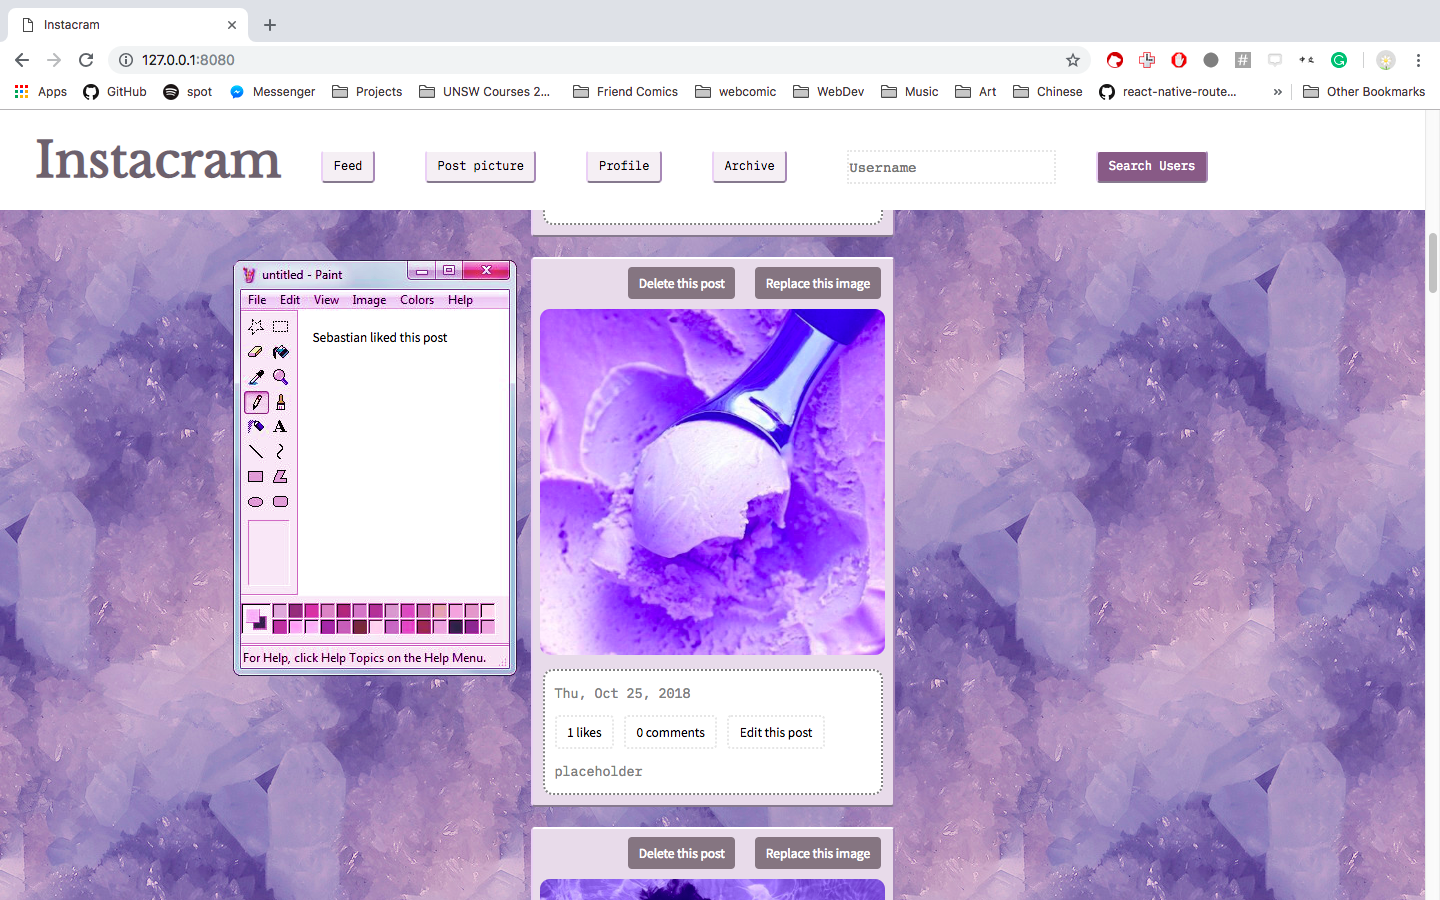 Instacram
127.0.0.1:8080
Apps GitHub spot Messenger Projects UNSW Courses 2... Friend Comics webcomic WebDev Music Art Chinese react-native-route... » Other Bookmarks
Instacram Feed Post picture Profile Archive Username Search Users
untitled - Paint
File Edit View Image Colors Help
Sebastian liked this post
For Help, click Help Topics on the Help Menu.
Delete this post Replace this image
Thu, Oct 25, 2018
1 likes 0 comments Edit this post
placeholder
Delete this post Replace this image